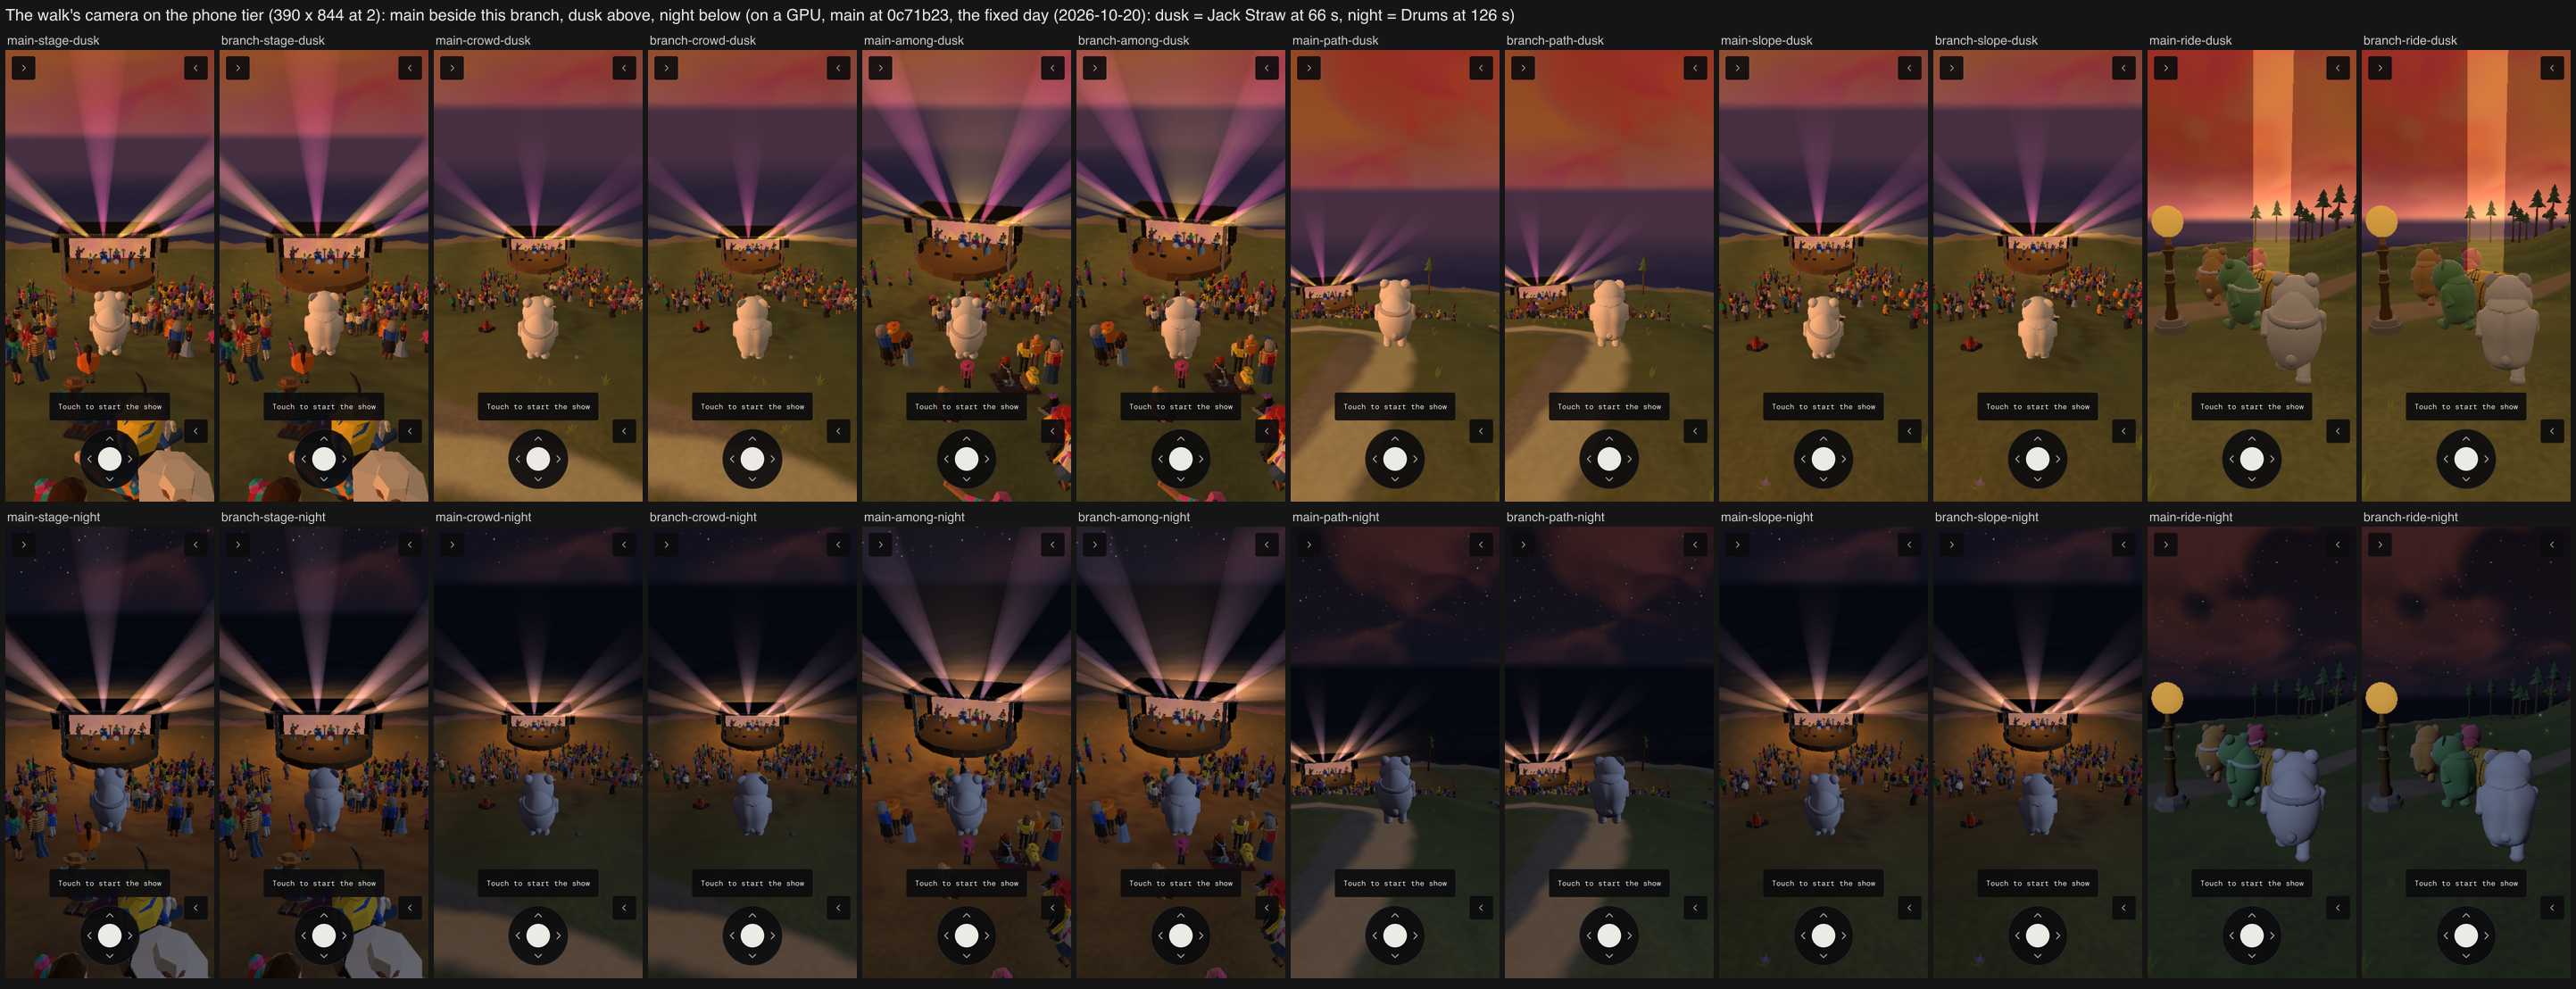 The walk's camera on the phone tier (390 x 844 at 2): main beside this branch, dusk above, night below (on a GPU, main at 0c71b23, the fixed day (2026-10-20): dusk = Jack Straw at 66 s, night = Drums at 126 s)
main-stage-dusk branch-stage-dusk main-crowd-dusk branch-crowd-dusk main-among-dusk branch-among-dusk main-path-dusk branch-path-dusk main-slope-dusk branch-slope-dusk main-ride-dusk branch-ride-dusk
Touch to start the show Touch to start the show Touch to start the show Touch to start the show Touch to start the show Touch to start the show Touch to start the show Touch to start the show Touch to start the show Touch to start the show Touch to start the show Touch to start the show
main-stage-night branch-stage-night main-crowd-night branch-crowd-night main-among-night branch-among-night main-path-night branch-path-night main-slope-night branch-slope-night main-ride-night branch-ride-night
Touch to start the show Touch to start the show Touch to start the show Touch to start the show Touch to start the show Touch to start the show Touch to start the show Touch to start the show Touch to start the show Touch to start the show Touch to start the show Touch to start the show